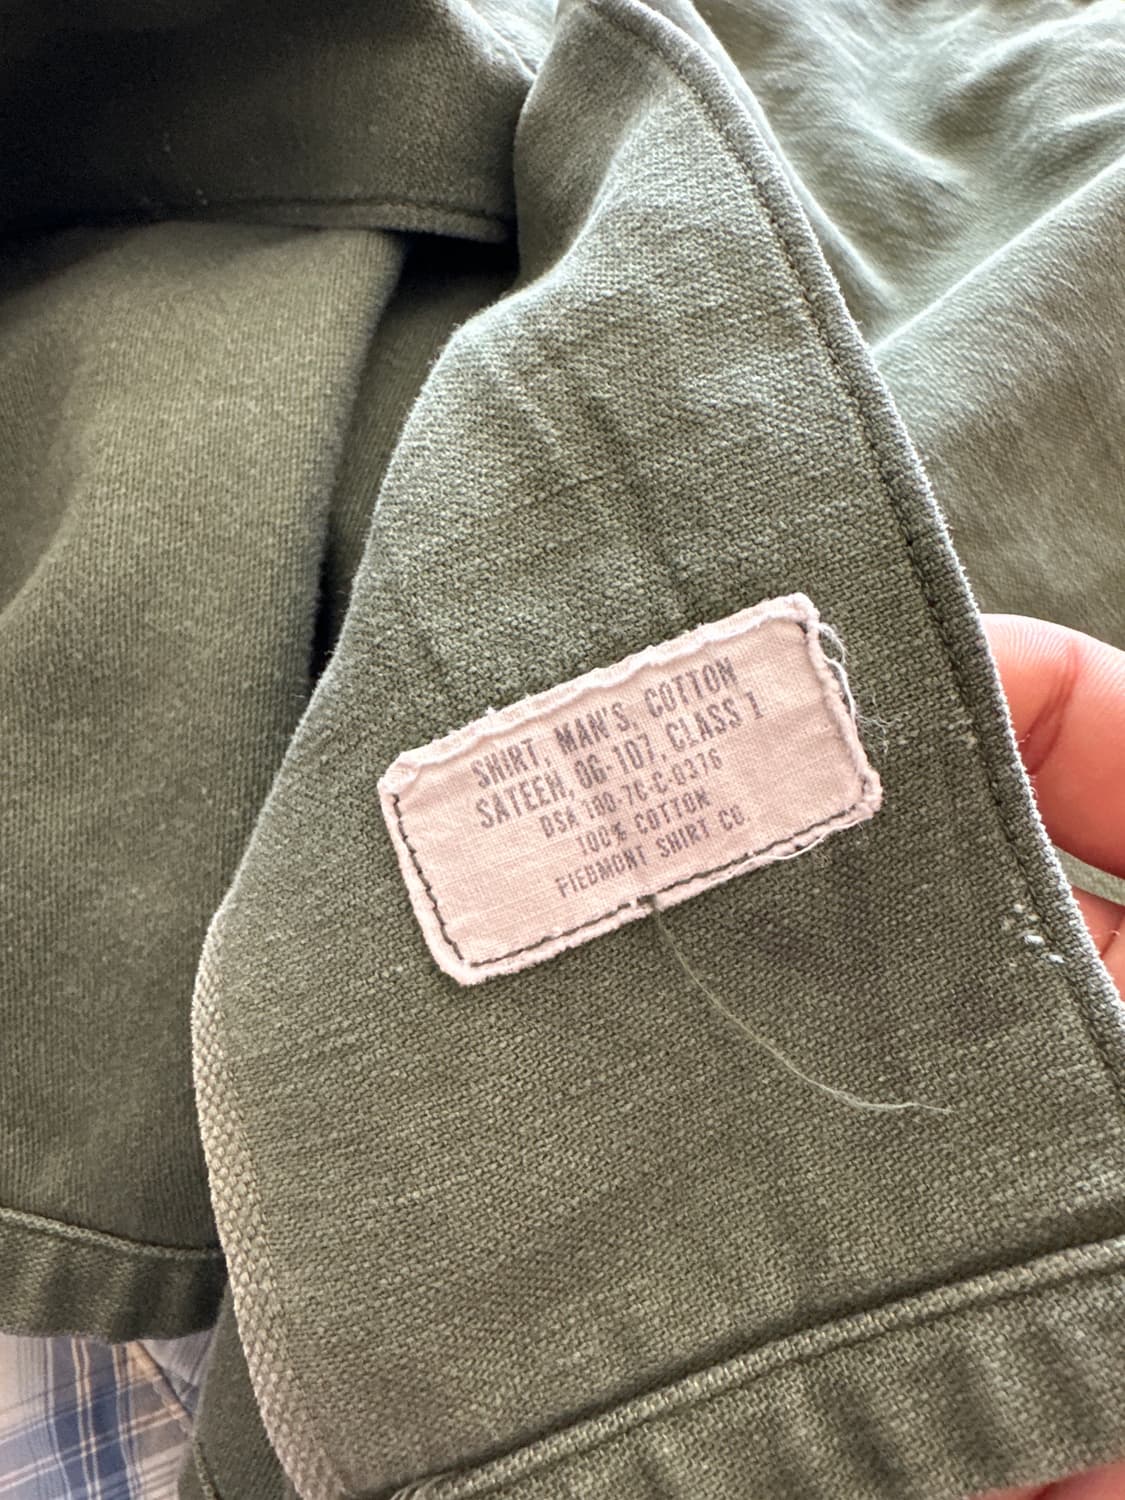 SHIRT, MAN'S, COTTON
SATEEN, OG-107, CLASS 1
DSA 100-76-C-0376
100% COTTON
PIEDMONT SHIRT CO.